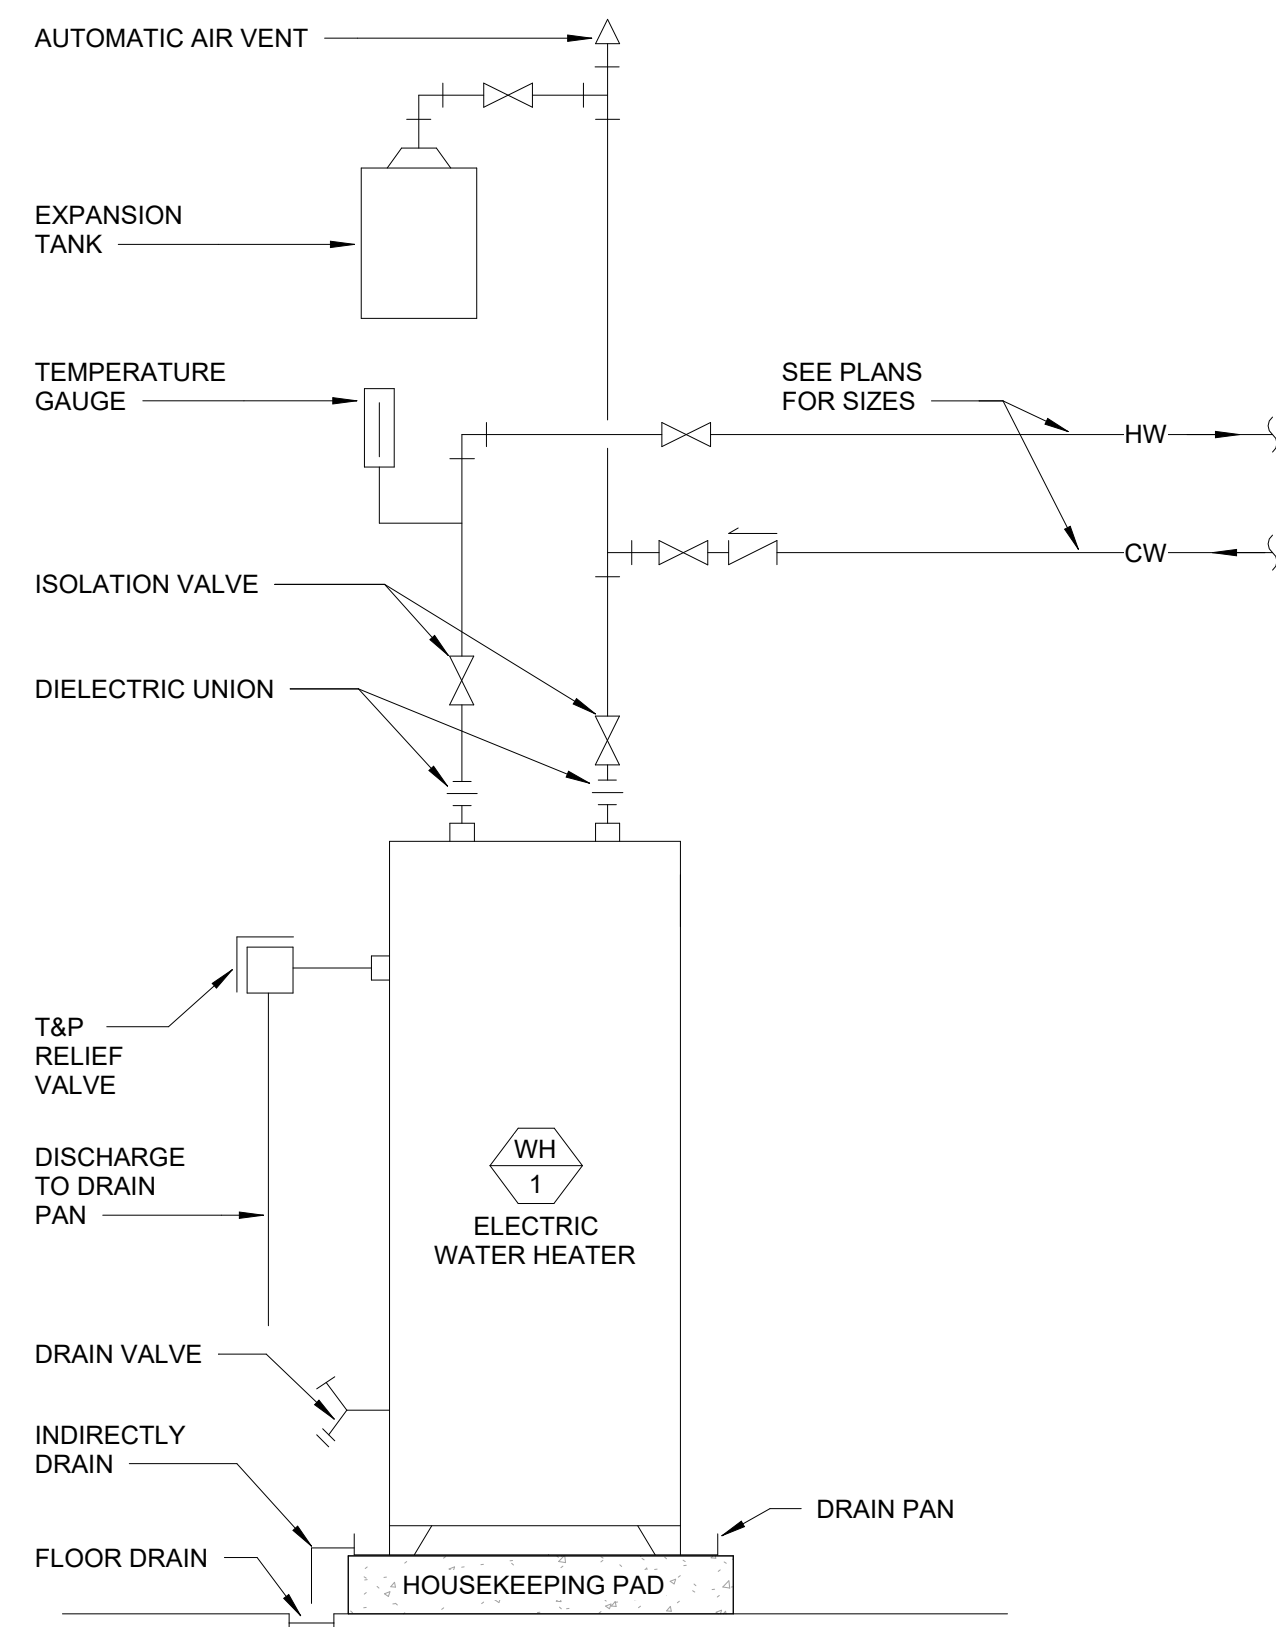 AUTOMATIC AIR VENT
EXPANSION
TANK
TEMPERATURE
GAUGE
SEE PLANS
FOR SIZES
HW
CW
ISOLATION VALVE
DIELECTRIC UNION
T&P
RELIEF
VALVE
DISCHARGE
TO DRAIN
PAN
WH
1
ELECTRIC
WATER HEATER
DRAIN VALVE
INDIRECTLY
DRAIN
DRAIN PAN
FLOOR DRAIN
HOUSEKEEPING PAD